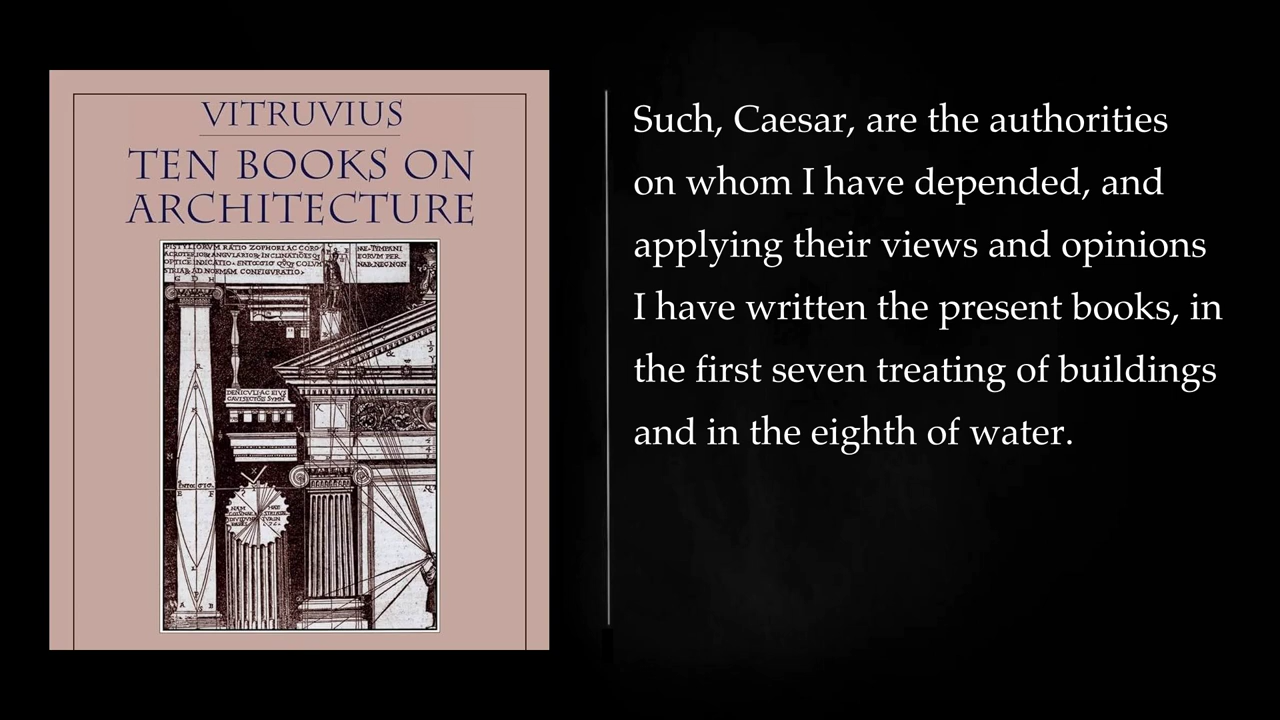 VITRUVIUS
TEN BOOKS ON
ARCHITECTURE
Such, Caesar, are the authorities
on whom I have depended, and
applying their views and opinions
I have written the present books, in
the first seven treating of buildings
and in the eighth of water.